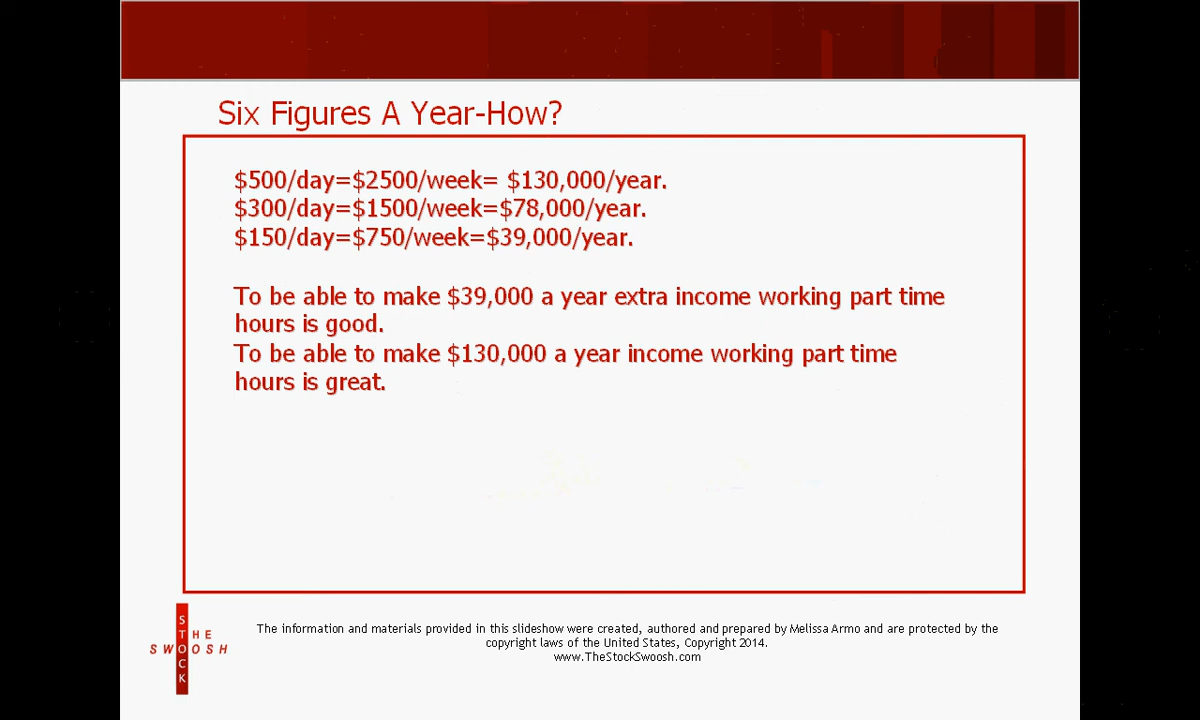 Six Figures A Year-How?
$500/day=$2500/week= $130,000/year.
$300/day=$1500/week=$78,000/year.
$150/day=$750/week=$39,000/year.
To be able to make $39,000 a year extra income working part time
hours is good.
To be able to make $130,000 a year income working part time
hours is great.
THE
STOCK
SWOOSH
The information and materials provided in this slideshow were created, authored and prepared by Melissa Armo and are protected by the
copyright laws of the United States, Copyright 2014.
www.TheStockSwoosh.com